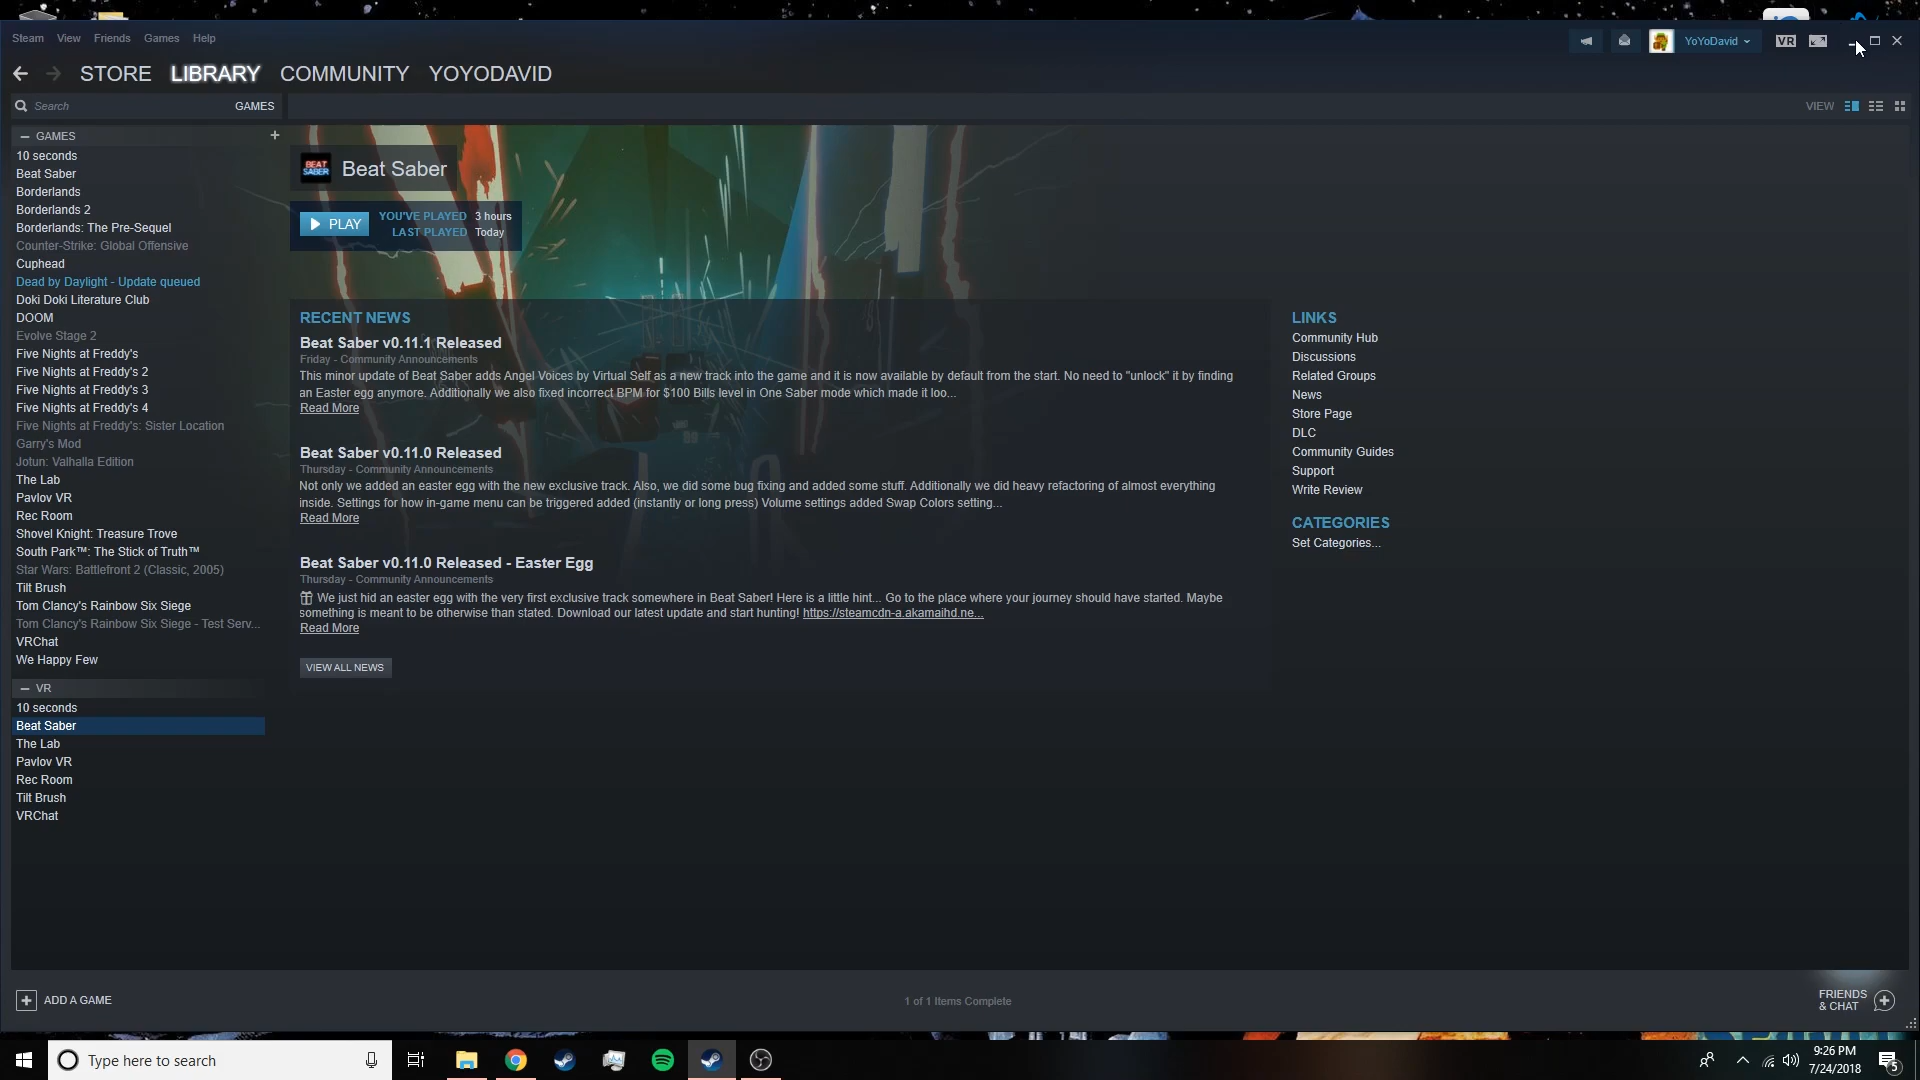 Steam View Friends Games Help
YoYoDavid VR
STORE LIBRARY COMMUNITY YOYODAVID
Search GAMES VIEW
GAMES +
10 seconds
Beat Saber
Borderlands
Borderlands 2
Borderlands: The Pre-Sequel
Counter-Strike: Global Offensive
Cuphead
Dead by Daylight - Update queued
Doki Doki Literature Club
DOOM
Evolve Stage 2
Five Nights at Freddy's
Five Nights at Freddy's 2
Five Nights at Freddy's 3
Five Nights at Freddy's 4
Five Nights at Freddy's: Sister Location
Garry's Mod
Jotun: Valhalla Edition
The Lab
Pavlov VR
Rec Room
Shovel Knight: Treasure Trove
South Park™: The Stick of Truth™
Star Wars: Battlefront 2 (Classic, 2005)
Tilt Brush
Tom Clancy's Rainbow Six Siege
Tom Clancy's Rainbow Six Siege - Test Serv...
VRChat
We Happy Few
VR
10 seconds
Beat Saber
The Lab
Pavlov VR
Rec Room
Tilt Brush
VRChat
BEAT SABER
Beat Saber
PLAY
YOU'VE PLAYED 3 hours
LAST PLAYED Today
RECENT NEWS
Beat Saber v0.11.1 Released
Friday - Community Announcements
This minor update of Beat Saber adds Angel Voices by Virtual Self as a new track into the game and it is now available by default from the start. No need to "unlock" it by finding
an Easter egg anymore. Additionally we also fixed incorrect BPM for $100 Bills level in One Saber mode which made it loo...
Read More
Beat Saber v0.11.0 Released
Thursday - Community Announcements
Not only we added an easter egg with the new exclusive track. Also, we did some bug fixing and added some stuff. Additionally we did heavy refactoring of almost everything
inside. Settings for how in-game menu can be triggered added (instantly or long press) Volume settings added Swap Colors setting...
Read More
Beat Saber v0.11.0 Released - Easter Egg
Thursday - Community Announcements
We just hid an easter egg with the very first exclusive track somewhere in Beat Saber! Here is a little hint... Go to the place where your journey should have started. Maybe
something is meant to be otherwise than stated. Download our latest update and start hunting! https://steamcdn-a.akamaihd.ne...
Read More
VIEW ALL NEWS
LINKS
Community Hub
Discussions
Related Groups
News
Store Page
DLC
Community Guides
Support
Write Review
CATEGORIES
Set Categories...
ADD A GAME
1 of 1 Items Complete
FRIENDS
& CHAT
Type here to search
9:26 PM
7/24/2018
5